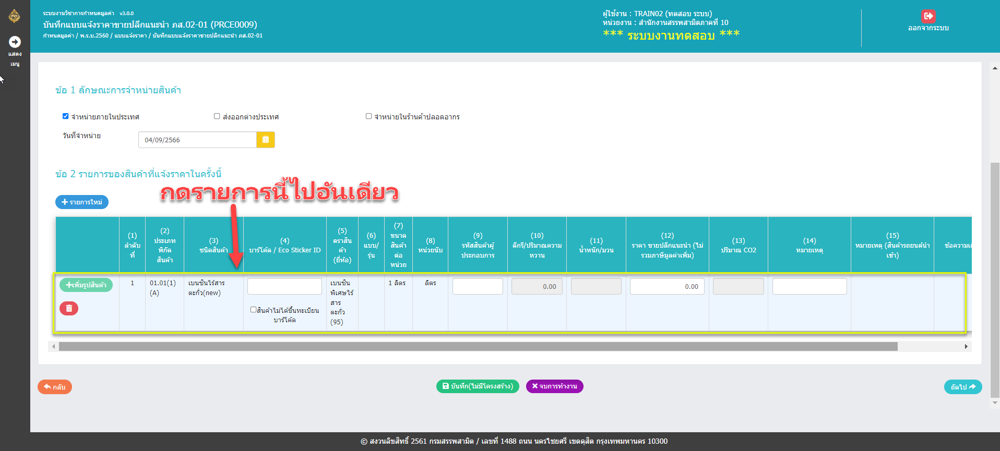 ระบบงานวิชาการกำหนดมูลค่า v3.0.0
บันทึกแบบแจ้งราคาขายปลีกแนะนำ ภส.02-01 (PRCE0009)
กำหนดมูลค่า / พ.ร.บ.2560 / แบบแจ้งราคา / บันทึกแบบแจ้งราคาขายปลีกแนะนำ ภส.02-01
ผู้ใช้งาน : TRAIN02 (ทดสอบ ระบบ)
หน่วยงาน : สำนักงานสรรพสามิตภาคที่ 10
*** ระบบงานทดสอบ ***
ออกจากระบบ
แสดง
เมนู
ข้อ 1 ลักษณะการจำหน่ายสินค้า
จำหน่ายภายในประเทศ
ส่งออกต่างประเทศ
จำหน่ายในร้านค้าปลอดอากร
วันที่จำหน่าย
04/09/2566
ข้อ 2 รายการของสินค้าที่แจ้งราคาในครั้งนี้
กดรายการนี้ไปอันเดียว
รายการใหม่
(1)
ลำดับ
ที่
(2)
ประเภท
พิกัด
สินค้า
(3)
ชนิดสินค้า
(4)
บาร์โค้ด / Eco Sticker ID
(5)
ตราสิน
ค้า
(ยี่ห้อ)
(6)
แบบ/
รุ่น
(7)
ขนาด
สินค้า
ต่อ
หน่วย
(8)
หน่วยนับ
(9)
รหัสสินค้าผู้
ประกอบการ
(10)
ดีกรี/ปริมาณความ
หวาน
(11)
น้ำหนัก/มวน
(12)
ราคา ขายปลีกแนะนำ (ไม่
รวมภาษีมูลค่าเพิ่ม)
(13)
ปริมาณ CO2
(14)
หมายเหตุ
(15)
หมายเหตุ (สินค้ารถยนต์นำ
เข้า)
เพิ่มรูปสินค้า
1
01.01(1)
(A)
เบนซินไร้สาร
ตะกั่ว(new)
สินค้าไม่ได้ขึ้นทะเบียน
บาร์โค้ด
เบนซิน
พิเศษไร้
สาร
ตะกั่ว
(95)
1 ลิตร
ลิตร
0.00
0.00
กลับ
บันทึก(ไม่มีโครงสร้าง)
จบการทำงาน
ถัดไป
© สงวนลิขสิทธิ์ 2561 กรมสรรพสามิต / เลขที่ 1488 ถนน นครไชยศรี เขตดุสิต กรุงเทพมหานคร 10300